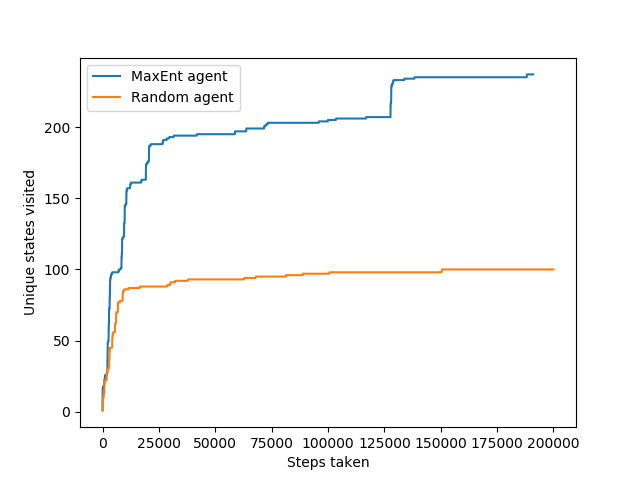 MaxEnt agent
Random agent
Unique states visited
200
150
100
50
0
0 25000 50000 75000 100000 125000 150000 175000 200000
Steps taken